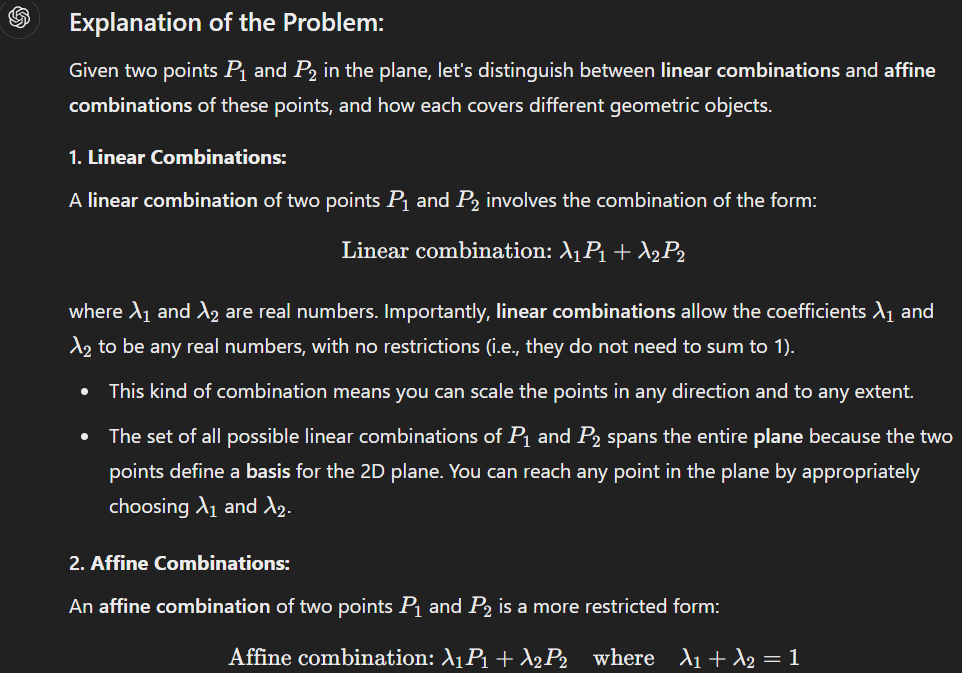 Explanation of the Problem:
Given two points P₁ and P₂ in the plane, let's distinguish between linear combinations and affine
combinations of these points, and how each covers different geometric objects.
1. Linear Combinations:
A linear combination of two points P₁ and P₂ involves the combination of the form:
Linear combination: λ₁P₁ + λ₂P₂
where λ₁ and λ₂ are real numbers. Importantly, linear combinations allow the coefficients λ₁ and
λ₂ to be any real numbers, with no restrictions (i.e., they do not need to sum to 1).
• This kind of combination means you can scale the points in any direction and to any extent.
• The set of all possible linear combinations of P₁ and P₂ spans the entire plane because the two
points define a basis for the 2D plane. You can reach any point in the plane by appropriately
choosing λ₁ and λ₂.
2. Affine Combinations:
An affine combination of two points P₁ and P₂ is a more restricted form:
Affine combination: λ₁P₁ + λ₂P₂ where λ₁ + λ₂ = 1